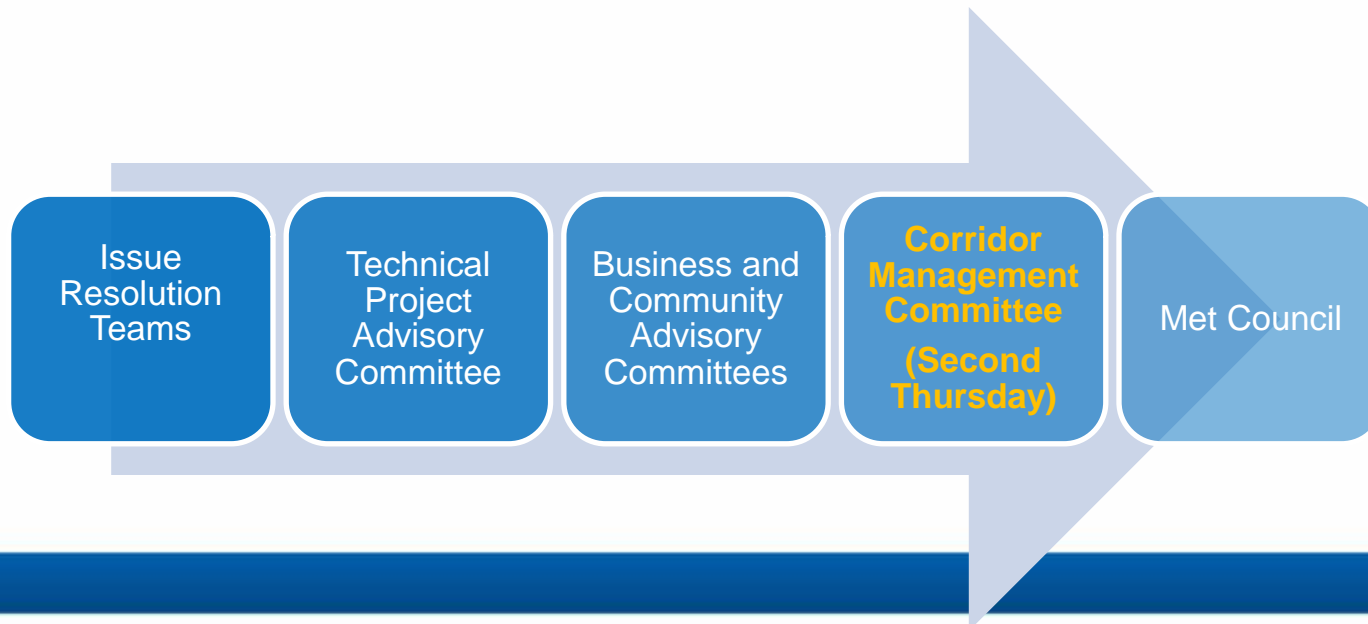 Issue
Resolution
Teams
Technical
Project
Advisory
Committee
Business and
Community
Advisory
Committees
Corridor
Management
Committee
(Second
Thursday)
Met Council